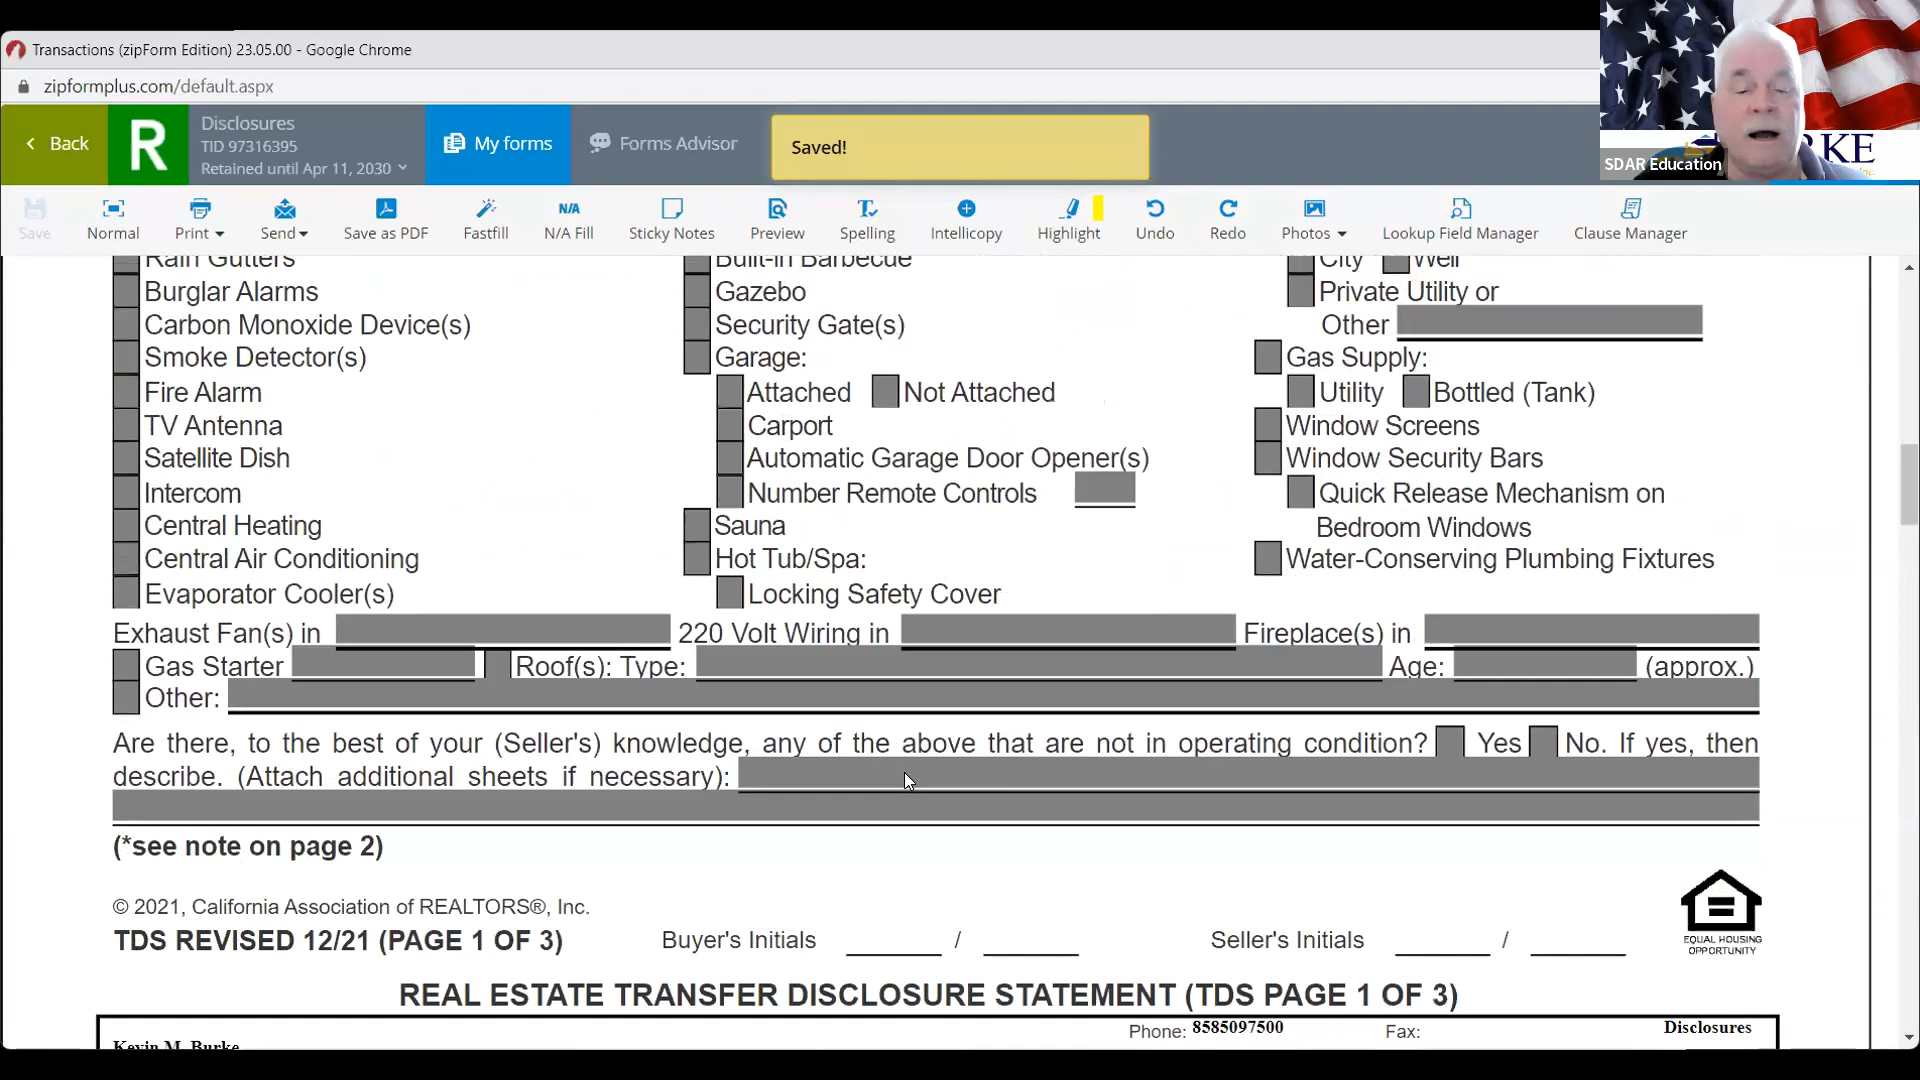 Transactions (zipForm Edition) 23.05.00 - Google Chrome
zipformplus.com/default.aspx
Back
R
Disclosures
TID 97316395
Retained until Apr 11, 2030
My forms
Forms Advisor
Saved!
RKE
SDAR Education
Save
Normal
Print
Send
Save as PDF
Fastfill
N/A
N/A Fill
Sticky Notes
Preview
Spelling
Intellicopy
Highlight
Undo
Redo
Photos
Lookup Field Manager
Clause Manager
Rain Gutters
Burglar Alarms
Carbon Monoxide Device(s)
Smoke Detector(s)
Fire Alarm
TV Antenna
Satellite Dish
Intercom
Central Heating
Central Air Conditioning
Evaporator Cooler(s)
Built-in Barbecue
Gazebo
Security Gate(s)
Garage:
Attached Not Attached
Carport
Automatic Garage Door Opener(s)
Number Remote Controls
Sauna
Hot Tub/Spa:
Locking Safety Cover
City Well
Private Utility or
Other
Gas Supply:
Utility Bottled (Tank)
Window Screens
Window Security Bars
Quick Release Mechanism on
Bedroom Windows
Water-Conserving Plumbing Fixtures
Exhaust Fan(s) in 220 Volt Wiring in Fireplace(s) in
Gas Starter Roof(s): Type: Age: (approx.)
Other:
Are there, to the best of your (Seller's) knowledge, any of the above that are not in operating condition? Yes No. If yes, then
describe. (Attach additional sheets if necessary):
(*see note on page 2)
© 2021, California Association of REALTORS®, Inc.
TDS REVISED 12/21 (PAGE 1 OF 3) Buyer's Initials / Seller's Initials /
EQUAL HOUSING
OPPORTUNITY
REAL ESTATE TRANSFER DISCLOSURE STATEMENT (TDS PAGE 1 OF 3)
Phone: 8585097500 Fax: Disclosures
Kevin M. Burke